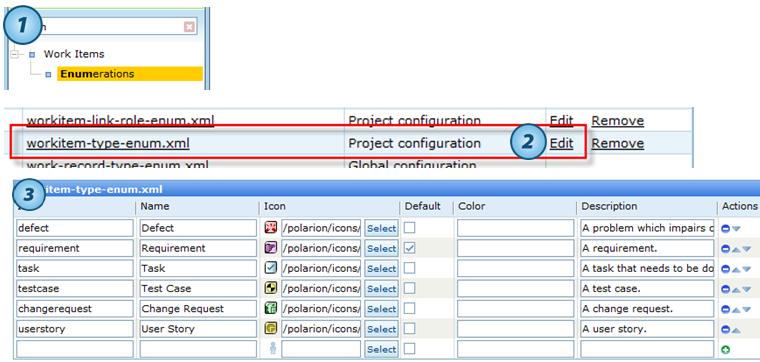 1
Work Items
Enumerations
workitem-link-role-enum.xml Project configuration Edit Remove
workitem-type-enum.xml Project configuration 2 Edit Remove
work-record-type-enum.xml Global configuration
3
Name Icon Default Color Description Actions
defect Defect /polarion/icons/ Select A problem which impairs
requirement Requirement /polarion/icons/ Select A requirement.
task Task /polarion/icons/ Select A task that needs to be do
testcase Test Case /polarion/icons/ Select A test case.
changerequest Change Request /polarion/icons/ Select A change request.
userstory User Story /polarion/icons/ Select A user story.
Select